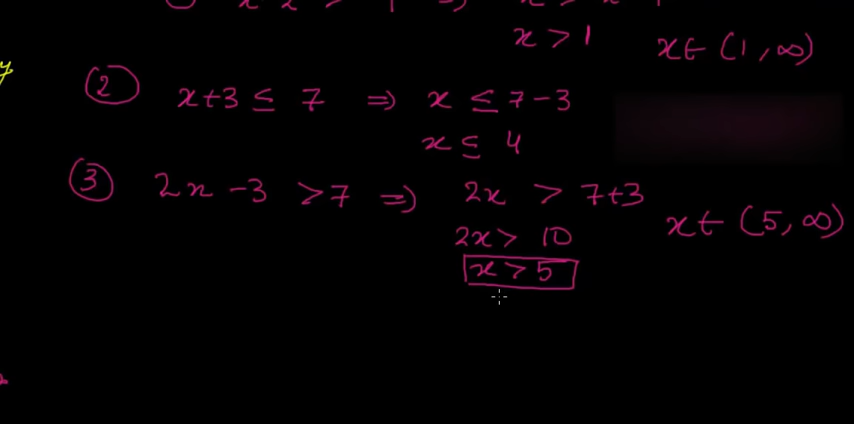 x > 1 x ∈ (1, ∞)
② x+3 ≤ 7 ⇒ x ≤ 7-3
x ≤ 4
③ 2x -3 > 7 ⇒ 2x > 7+3
x ∈ (5, ∞)
2x > 10
x > 5